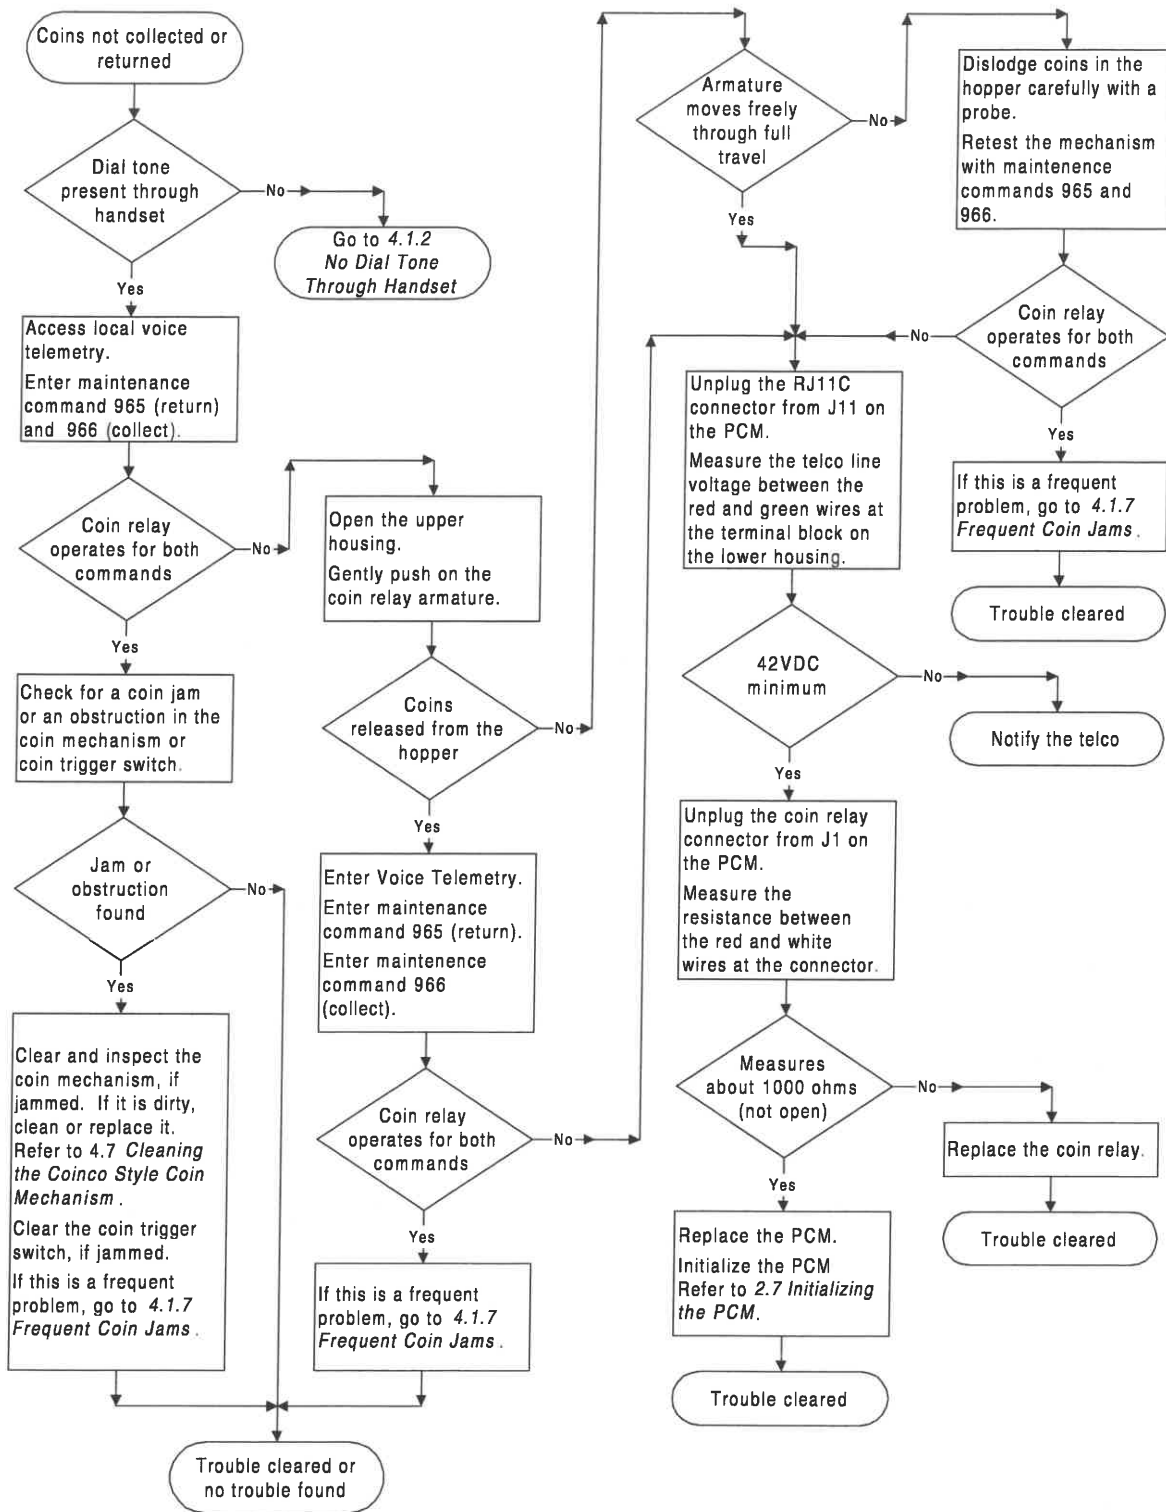 Coins not collected or
returned
Dial tone
present through
handset
No
Go to 4.1.2
No Dial Tone
Through Handset
Yes
Access local voice
telemetry.
Enter maintenance
command 965 (return)
and 966 (collect).
Coin relay
operates for both
commands
No
Yes
Check for a coin jam
or an obstruction in the
coin mechanism or
coin trigger switch.
Jam or
obstruction
found
No
Yes
Clear and inspect the
coin mechanism, if
jammed. If it is dirty,
clean or replace it.
Refer to 4.7 Cleaning
the Coinco Style Coin
Mechanism.
Clear the coin trigger
switch, if jammed.
If this is a frequent
problem, go to 4.1.7
Frequent Coin Jams.
Trouble cleared or
no trouble found
Open the upper
housing.
Gently push on the
coin relay armature.
Coins
released from the
hopper
No
Yes
Enter Voice Telemetry.
Enter maintenance
command 965 (return).
Enter maintenence
command 966
(collect).
Coin relay
operates for both
commands
No
Yes
If this is a frequent
problem, go to 4.1.7
Frequent Coin Jams.
Armature
moves freely
through full
travel
No
Yes
Unplug the RJ11C
connector from J11 on
the PCM.
Measure the telco line
voltage between the
red and green wires at
the terminal block on
the lower housing.
42VDC
minimum
No
Notify the telco
Yes
Unplug the coin relay
connector from J1 on
the PCM.
Measure the
resistance between
the red and white
wires at the connector.
Measures
about 1000 ohms
(not open)
No
Replace the coin relay.
Trouble cleared
Yes
Replace the PCM.
Initialize the PCM
Refer to 2.7 Initializing
the PCM.
Trouble cleared
Dislodge coins in the
hopper carefully with a
probe.
Retest the mechanism
with maintenence
commands 965 and
966.
Coin relay
operates for both
commands
No
Yes
If this is a frequent
problem, go to 4.1.7
Frequent Coin Jams.
Trouble cleared